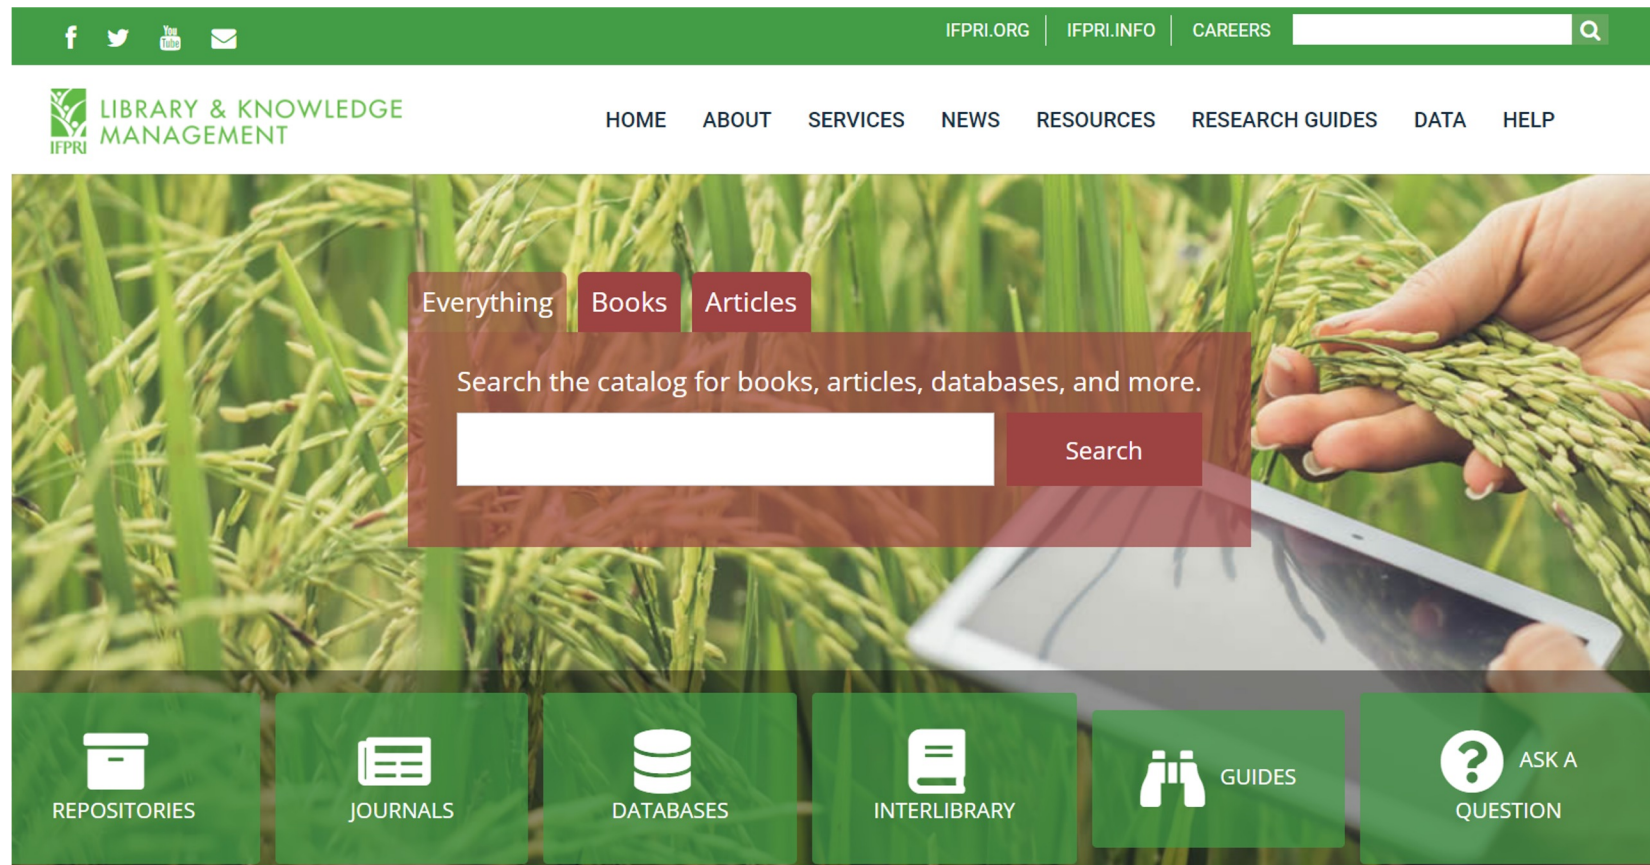 You
Tube
IFPRI.ORG
IFPRI.INFO
CAREERS
IFPRI
LIBRARY & KNOWLEDGE
MANAGEMENT
HOME
ABOUT
SERVICES
NEWS
RESOURCES
RESEARCH GUIDES
DATA
HELP
Everything
Books
Articles
Search the catalog for books, articles, databases, and more.
Search
REPOSITORIES
JOURNALS
DATABASES
INTERLIBRARY
GUIDES
ASK A
QUESTION